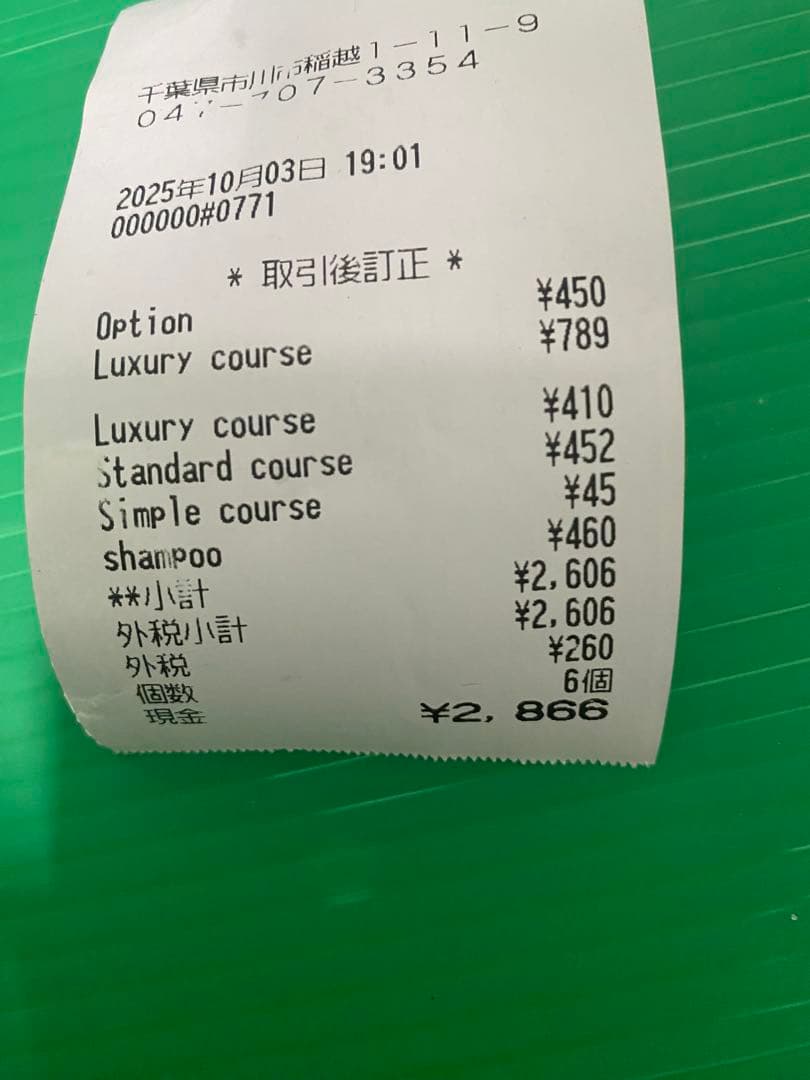 千葉県市川市稲越1-11-9
047-707-3354
2025年10月03日 19:01
000000#0771
* 取引後訂正 *
Option ¥450
Luxury course ¥789
Luxury course ¥410
Standard course ¥452
Simple course ¥45
shampoo ¥460
**小計 ¥2,606
外税小計 ¥2,606
外税 ¥260
個数 6個
現金 ¥2,866